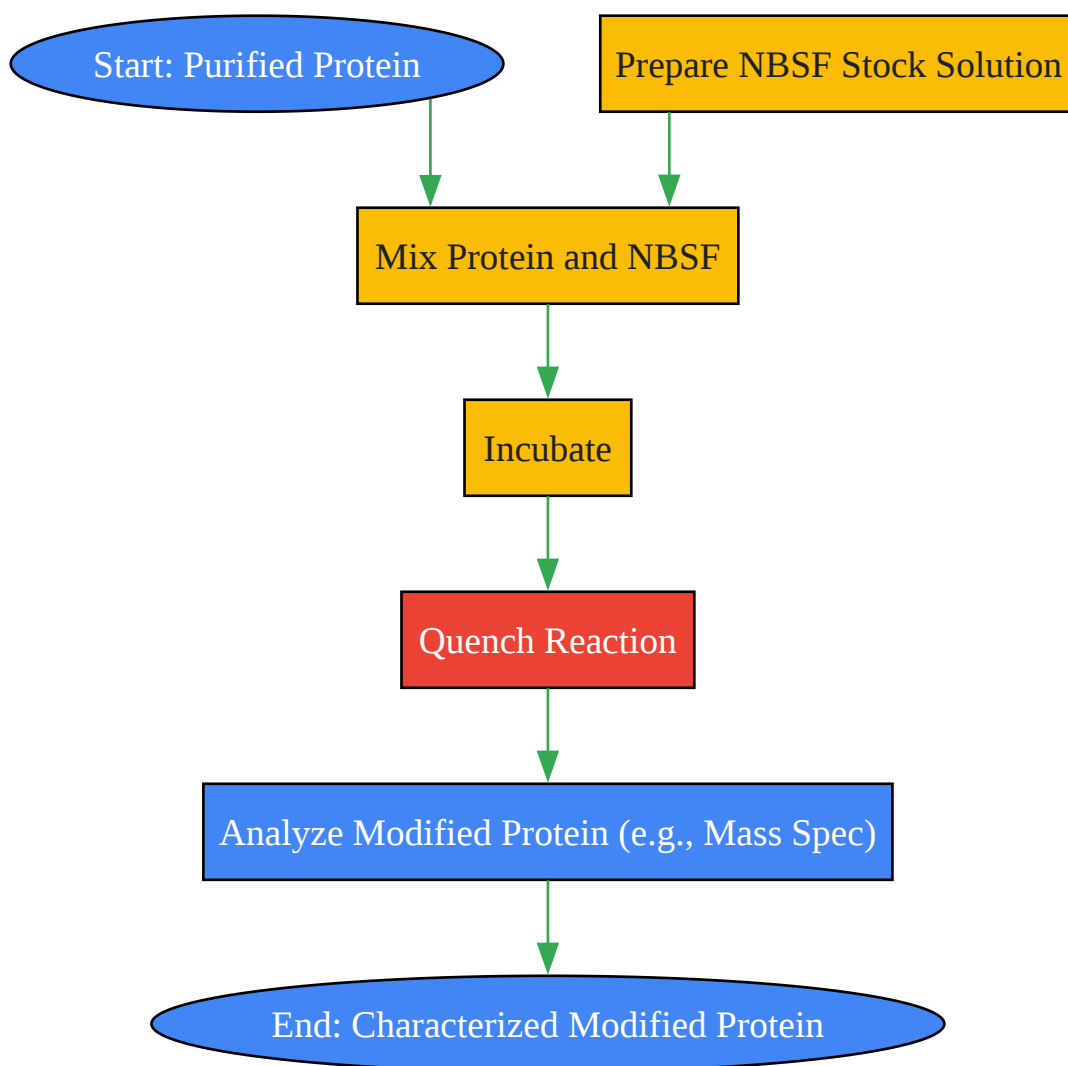 Start: Purified Protein
Prepare NBSF Stock Solution
Mix Protein and NBSF
Incubate
Quench Reaction
Analyze Modified Protein (e.g., Mass Spec)
End: Characterized Modified Protein